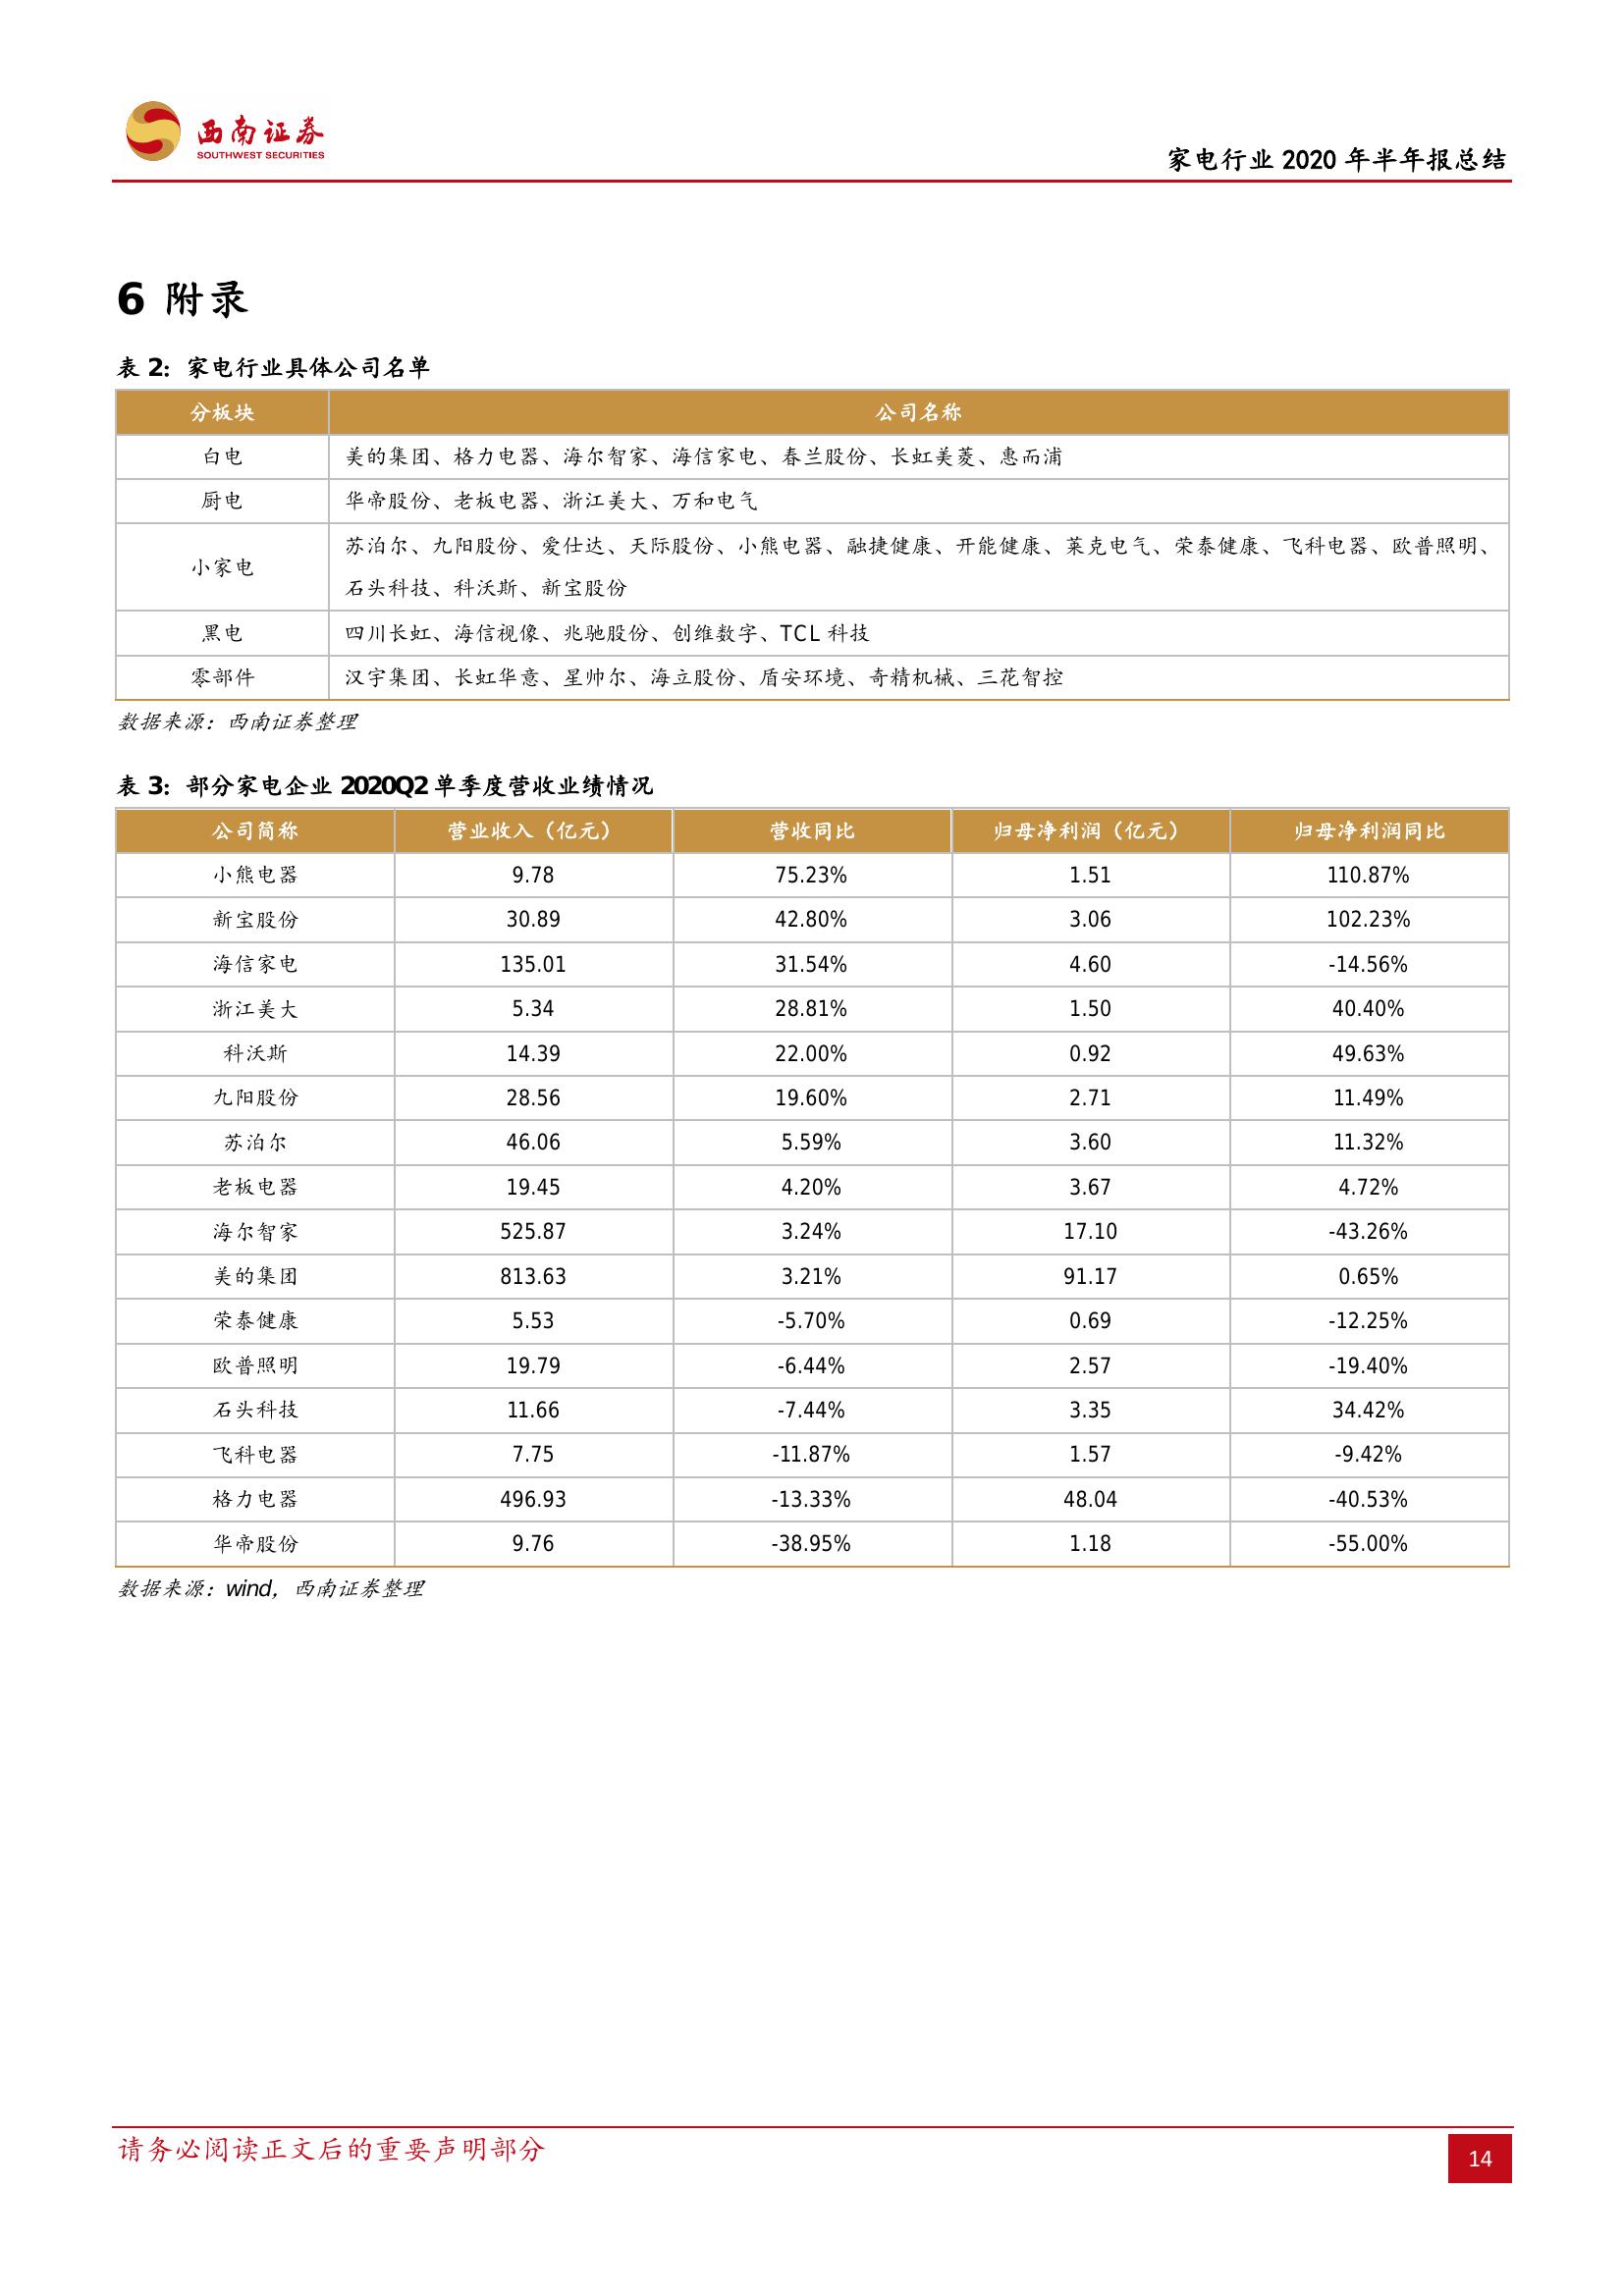 西南证券
SOUTHWEST SECURITIES
家电行业 2020 年半年报总结
6 附录
表 2：家电行业具体公司名单
分板块 公司名称
白电 美的集团、格力电器、海尔智家、海信家电、春兰股份、长虹美菱、惠而浦
厨电 华帝股份、老板电器、浙江美大、万和电气
小家电 苏泊尔、九阳股份、爱仕达、天际股份、小熊电器、融捷健康、开能健康、莱克电气、荣泰健康、飞科电器、欧普照明、
石头科技、科沃斯、新宝股份
黑电 四川长虹、海信视像、兆驰股份、创维数字、TCL 科技
零部件 汉宇集团、长虹华意、星帅尔、海立股份、盾安环境、奇精机械、三花智控
数据来源：西南证券整理
表 3：部分家电企业 2020Q2 单季度营收业绩情况
公司简称 营业收入（亿元） 营收同比 归母净利润（亿元） 归母净利润同比
小熊电器 9.78 75.23% 1.51 110.87%
新宝股份 30.89 42.80% 3.06 102.23%
海信家电 135.01 31.54% 4.60 -14.56%
浙江美大 5.34 28.81% 1.50 40.40%
科沃斯 14.39 22.00% 0.92 49.63%
九阳股份 28.56 19.60% 2.71 11.49%
苏泊尔 46.06 5.59% 3.60 11.32%
老板电器 19.45 4.20% 3.67 4.72%
海尔智家 525.87 3.24% 17.10 -43.26%
美的集团 813.63 3.21% 91.17 0.65%
荣泰健康 5.53 -5.70% 0.69 -12.25%
欧普照明 19.79 -6.44% 2.57 -19.40%
石头科技 11.66 -7.44% 3.35 34.42%
飞科电器 7.75 -11.87% 1.57 -9.42%
格力电器 496.93 -13.33% 48.04 -40.53%
华帝股份 9.76 -38.95% 1.18 -55.00%
数据来源：wind，西南证券整理
请务必阅读正文后的重要声明部分
14